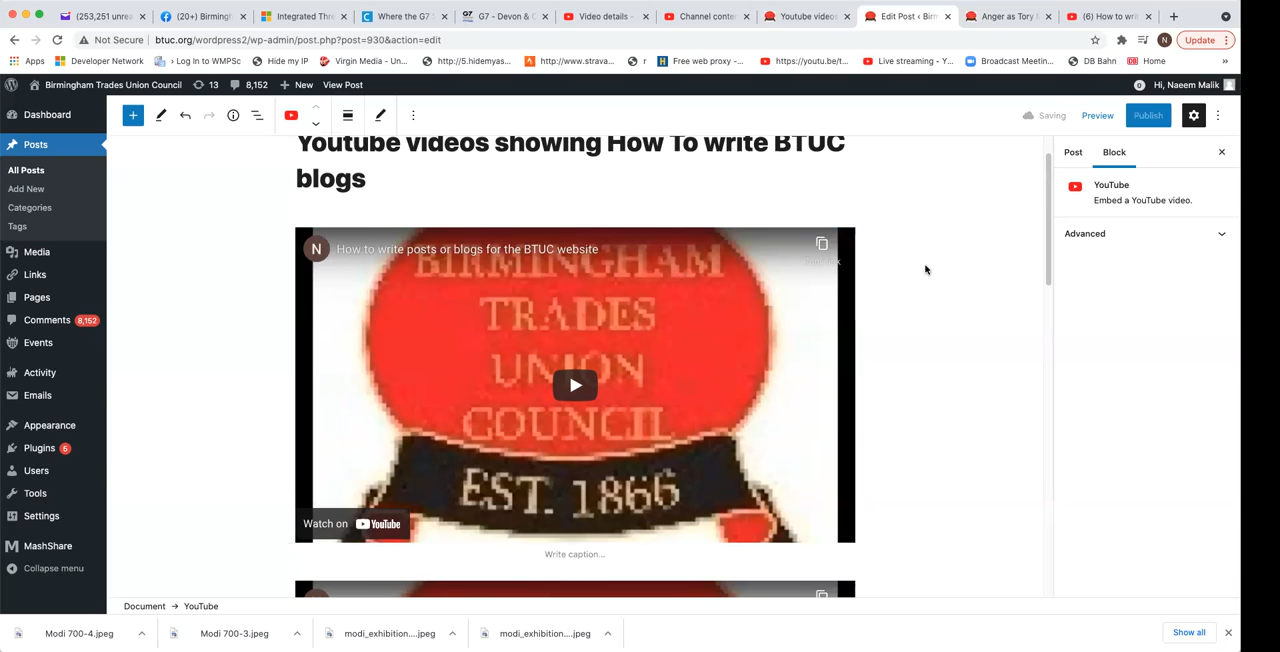 (253,251 unrea
(20+) Birmingh
Integrated Thre
Where the G7 S
G7 - Devon & C
Video details -
Channel conte
Youtube videos
Edit Post ‹ Birm
Anger as Tory M
(6) How to writ
Not Secure
btuc.org/wordpress2/wp-admin/post.php?post=930&action=edit
N
Update
Apps
Developer Network
› Log In to WMPSc
Hide my IP
Virgin Media - Un...
http://5.hidemyas...
http://www.strava...
r
Free web proxy -...
https://youtu.be/t...
Live streaming - Y...
Broadcast Meetin...
DB Bahn
Home
»
Birmingham Trades Union Council
13
8,152
+ New
View Post
0
Hi, Naeem Malik
Dashboard
Posts
All Posts
Add New
Categories
Tags
Media
Links
Pages
Comments 8,152
Events
Activity
Emails
Appearance
Plugins 5
Users
Tools
Settings
MashShare
Collapse menu
Saving
Preview
Publish
Youtube videos showing How To write BTUC
blogs
N
How to write posts or blogs for the BTUC website
BIRMINGHAM
TRADES
UNION
COUNCIL
EST. 1866
Watch on YouTube
Write caption...
Post
Block
YouTube
Embed a YouTube video.
Advanced
Document → YouTube
Modi 700-4.jpeg
Modi 700-3.jpeg
modi_exhibition....jpeg
modi_exhibition....jpeg
Show all